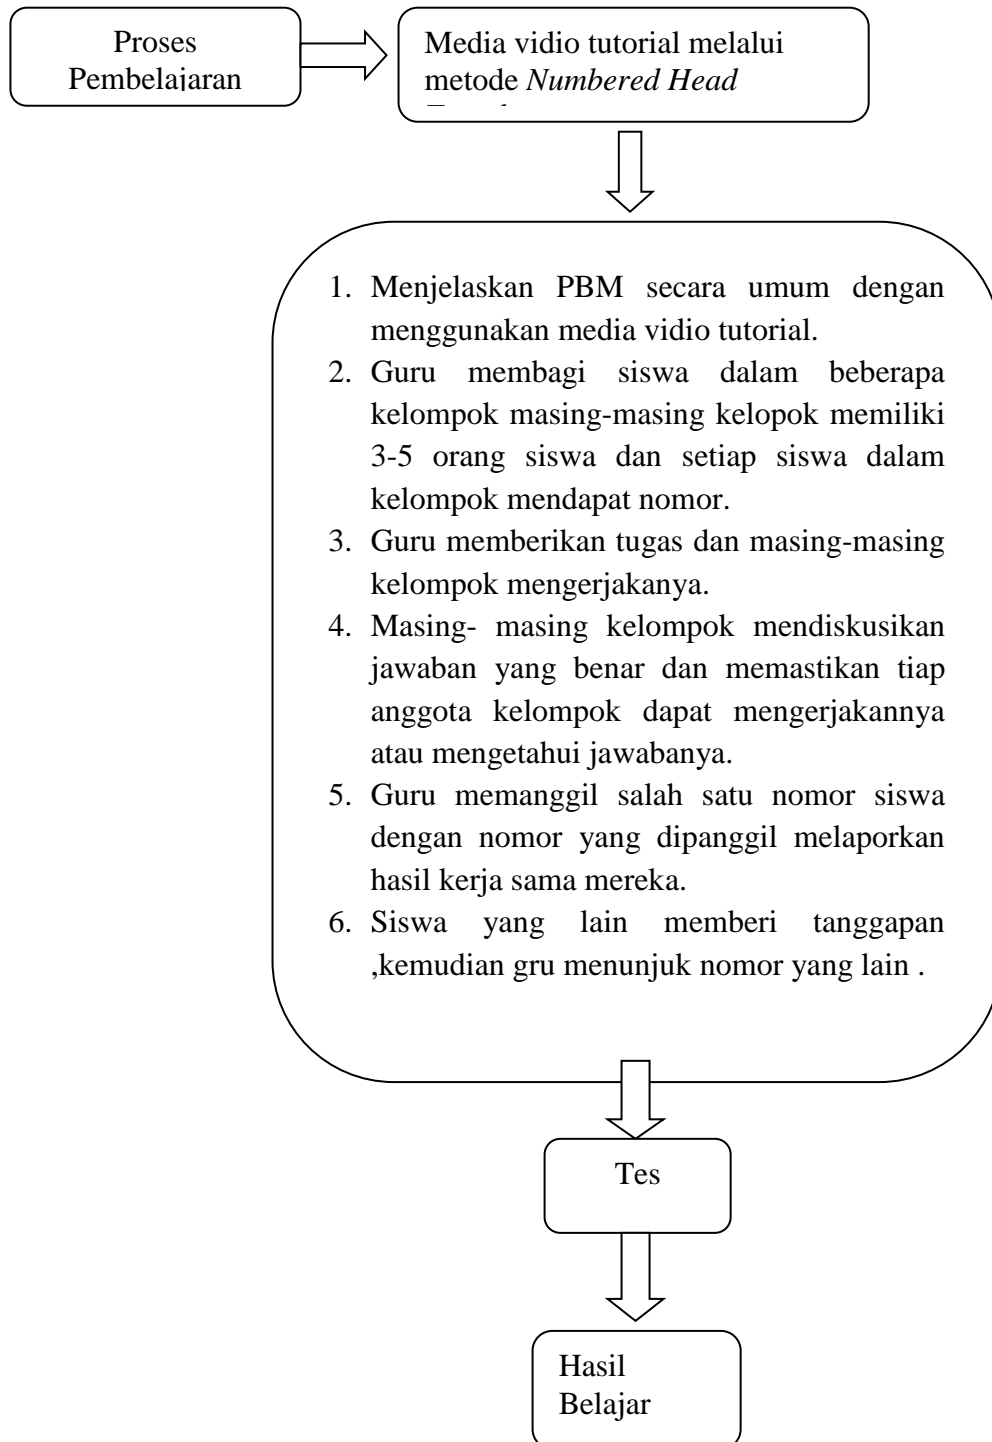 Proses
Pembelajaran
Media vidio tutorial melalui
metode Numbered Head
1. Menjelaskan PBM secara umum dengan
menggunakan media vidio tutorial.
2. Guru membagi siswa dalam beberapa
kelompok masing-masing kelopok memiliki
3-5 orang siswa dan setiap siswa dalam
kelompok mendapat nomor.
3. Guru memberikan tugas dan masing-masing
kelompok mengerjakanya.
4. Masing- masing kelompok mendiskusikan
jawaban yang benar dan memastikan tiap
anggota kelompok dapat mengerjakannya
atau mengetahui jawabanya.
5. Guru memanggil salah satu nomor siswa
dengan nomor yang dipanggil melaporkan
hasil kerja sama mereka.
6. Siswa yang lain memberi tanggapan
,kemudian gru menunjuk nomor yang lain .
Tes
Hasil
Belajar